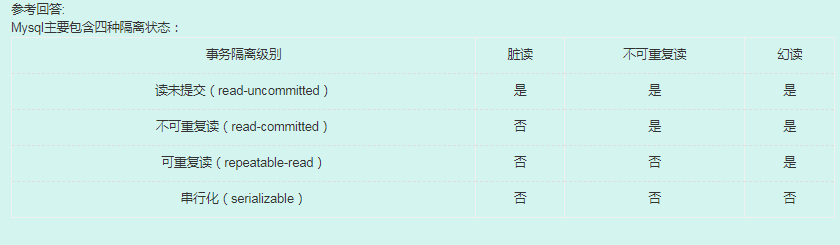 参考回答:
Mysql主要包含四种隔离状态：
事务隔离级别 脏读 不可重复读 幻读
读未提交（read-uncommitted） 是 是 是
不可重复读（read-committed） 否 是 是
可重复读（repeatable-read） 否 否 是
串行化（serializable） 否 否 否